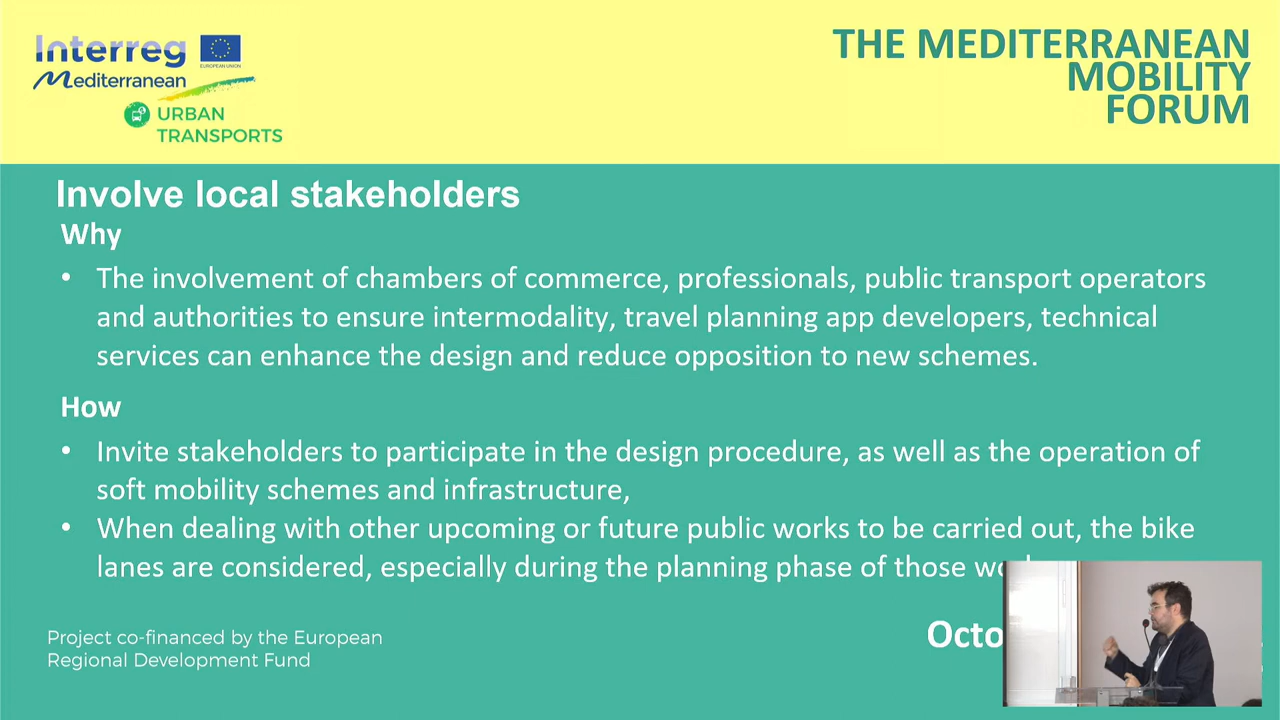 Interreg
EUROPEAN UNION
Mediterranean
URBAN
TRANSPORTS
THE MEDITERRANEAN
MOBILITY
FORUM
Involve local stakeholders
Why
• The involvement of chambers of commerce, professionals, public transport operators
and authorities to ensure intermodality, travel planning app developers, technical
services can enhance the design and reduce opposition to new schemes.
How
• Invite stakeholders to participate in the design procedure, as well as the operation of
soft mobility schemes and infrastructure,
• When dealing with other upcoming or future public works to be carried out, the bike
lanes are considered, especially during the planning phase of those
Project co-financed by the European
Regional Development Fund
Octo